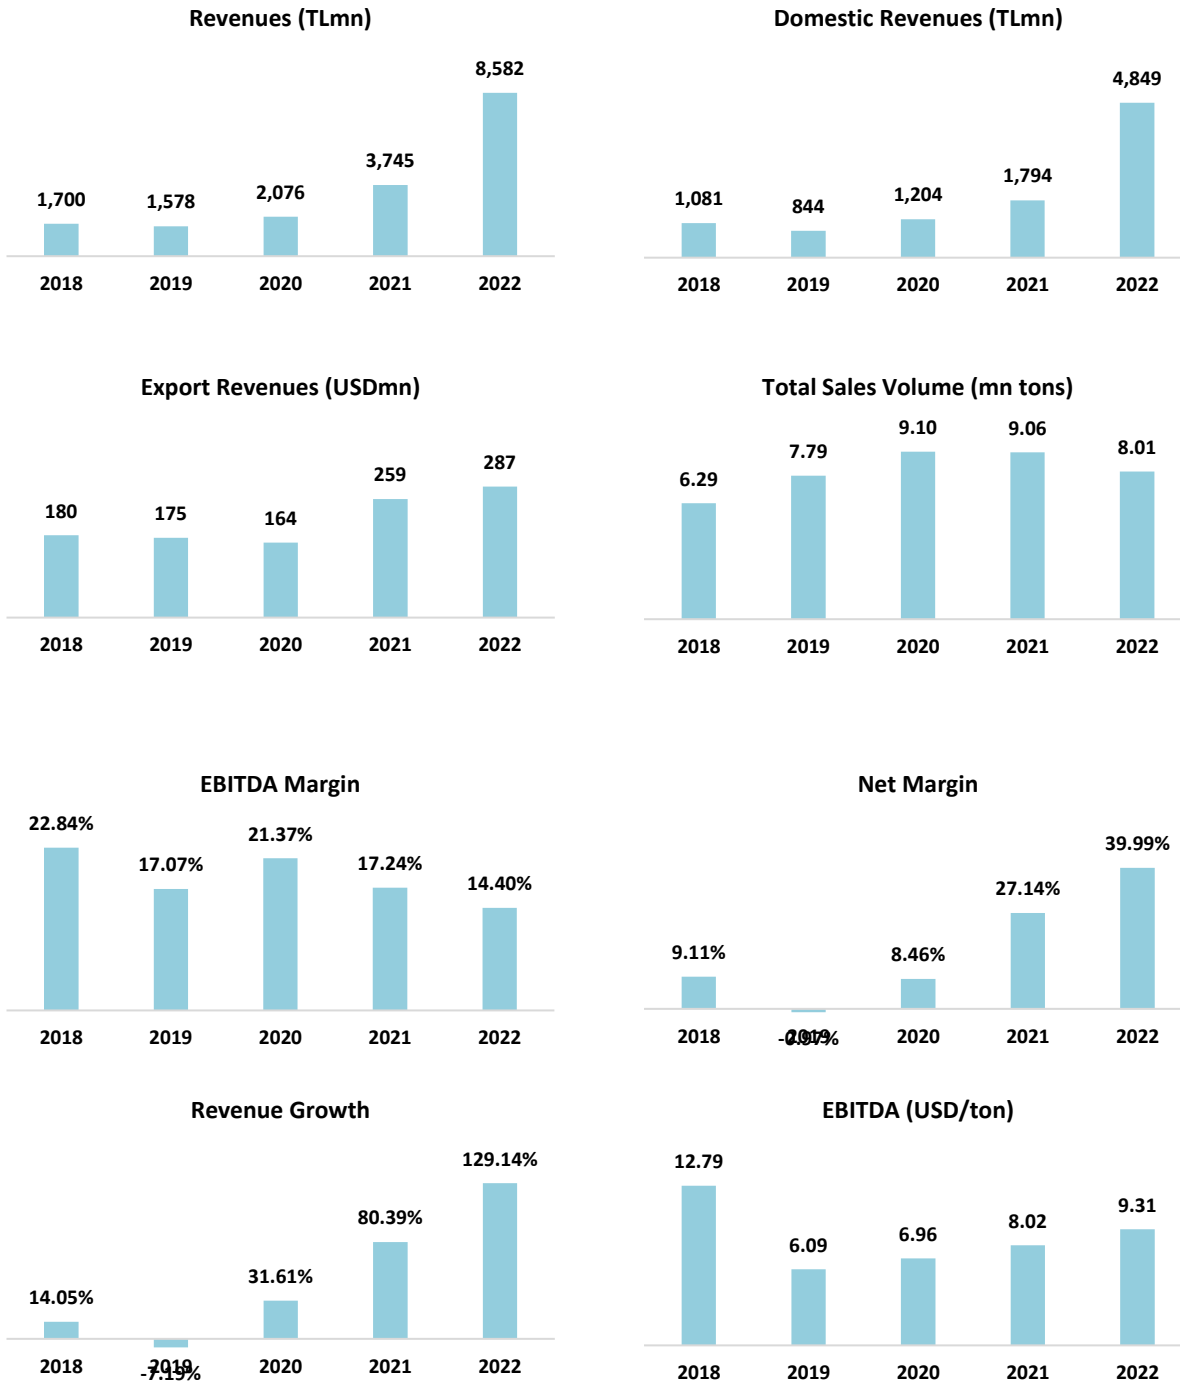 Revenues (TLmn)
8,582
3,745
2,076
1,700
1,578
2018 2019 2020 2021 2022
Domestic Revenues (TLmn)
4,849
1,794
1,204
1,081
844
2018 2019 2020 2021 2022
Export Revenues (USDmn)
287
259
180
175
164
2018 2019 2020 2021 2022
Total Sales Volume (mn tons)
9.10
9.06
8.01
7.79
6.29
2018 2019 2020 2021 2022
EBITDA Margin
22.84%
21.37%
17.07%
17.24%
14.40%
2018 2019 2020 2021 2022
Net Margin
39.99%
27.14%
9.11%
8.46%
2018 2019 2020 2021 2022
-0.97%
Revenue Growth
129.14%
80.39%
31.61%
14.05%
2018 2019 2020 2021 2022
-7.19%
EBITDA (USD/ton)
12.79
9.31
8.02
6.96
6.09
2018 2019 2020 2021 2022